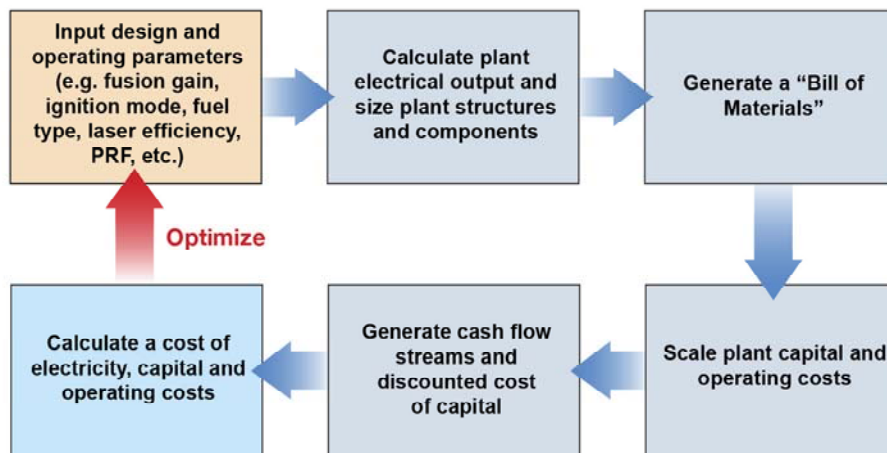 Input design and
operating parameters
(e.g. fusion gain,
ignition mode, fuel
type, laser efficiency,
PRF, etc.)
Calculate plant
electrical output and
size plant structures
and components
Generate a “Bill of
Materials”
Scale plant capital and
operating costs
Generate cash flow
streams and
discounted cost
of capital
Calculate a cost of
electricity, capital and
operating costs
Optimize